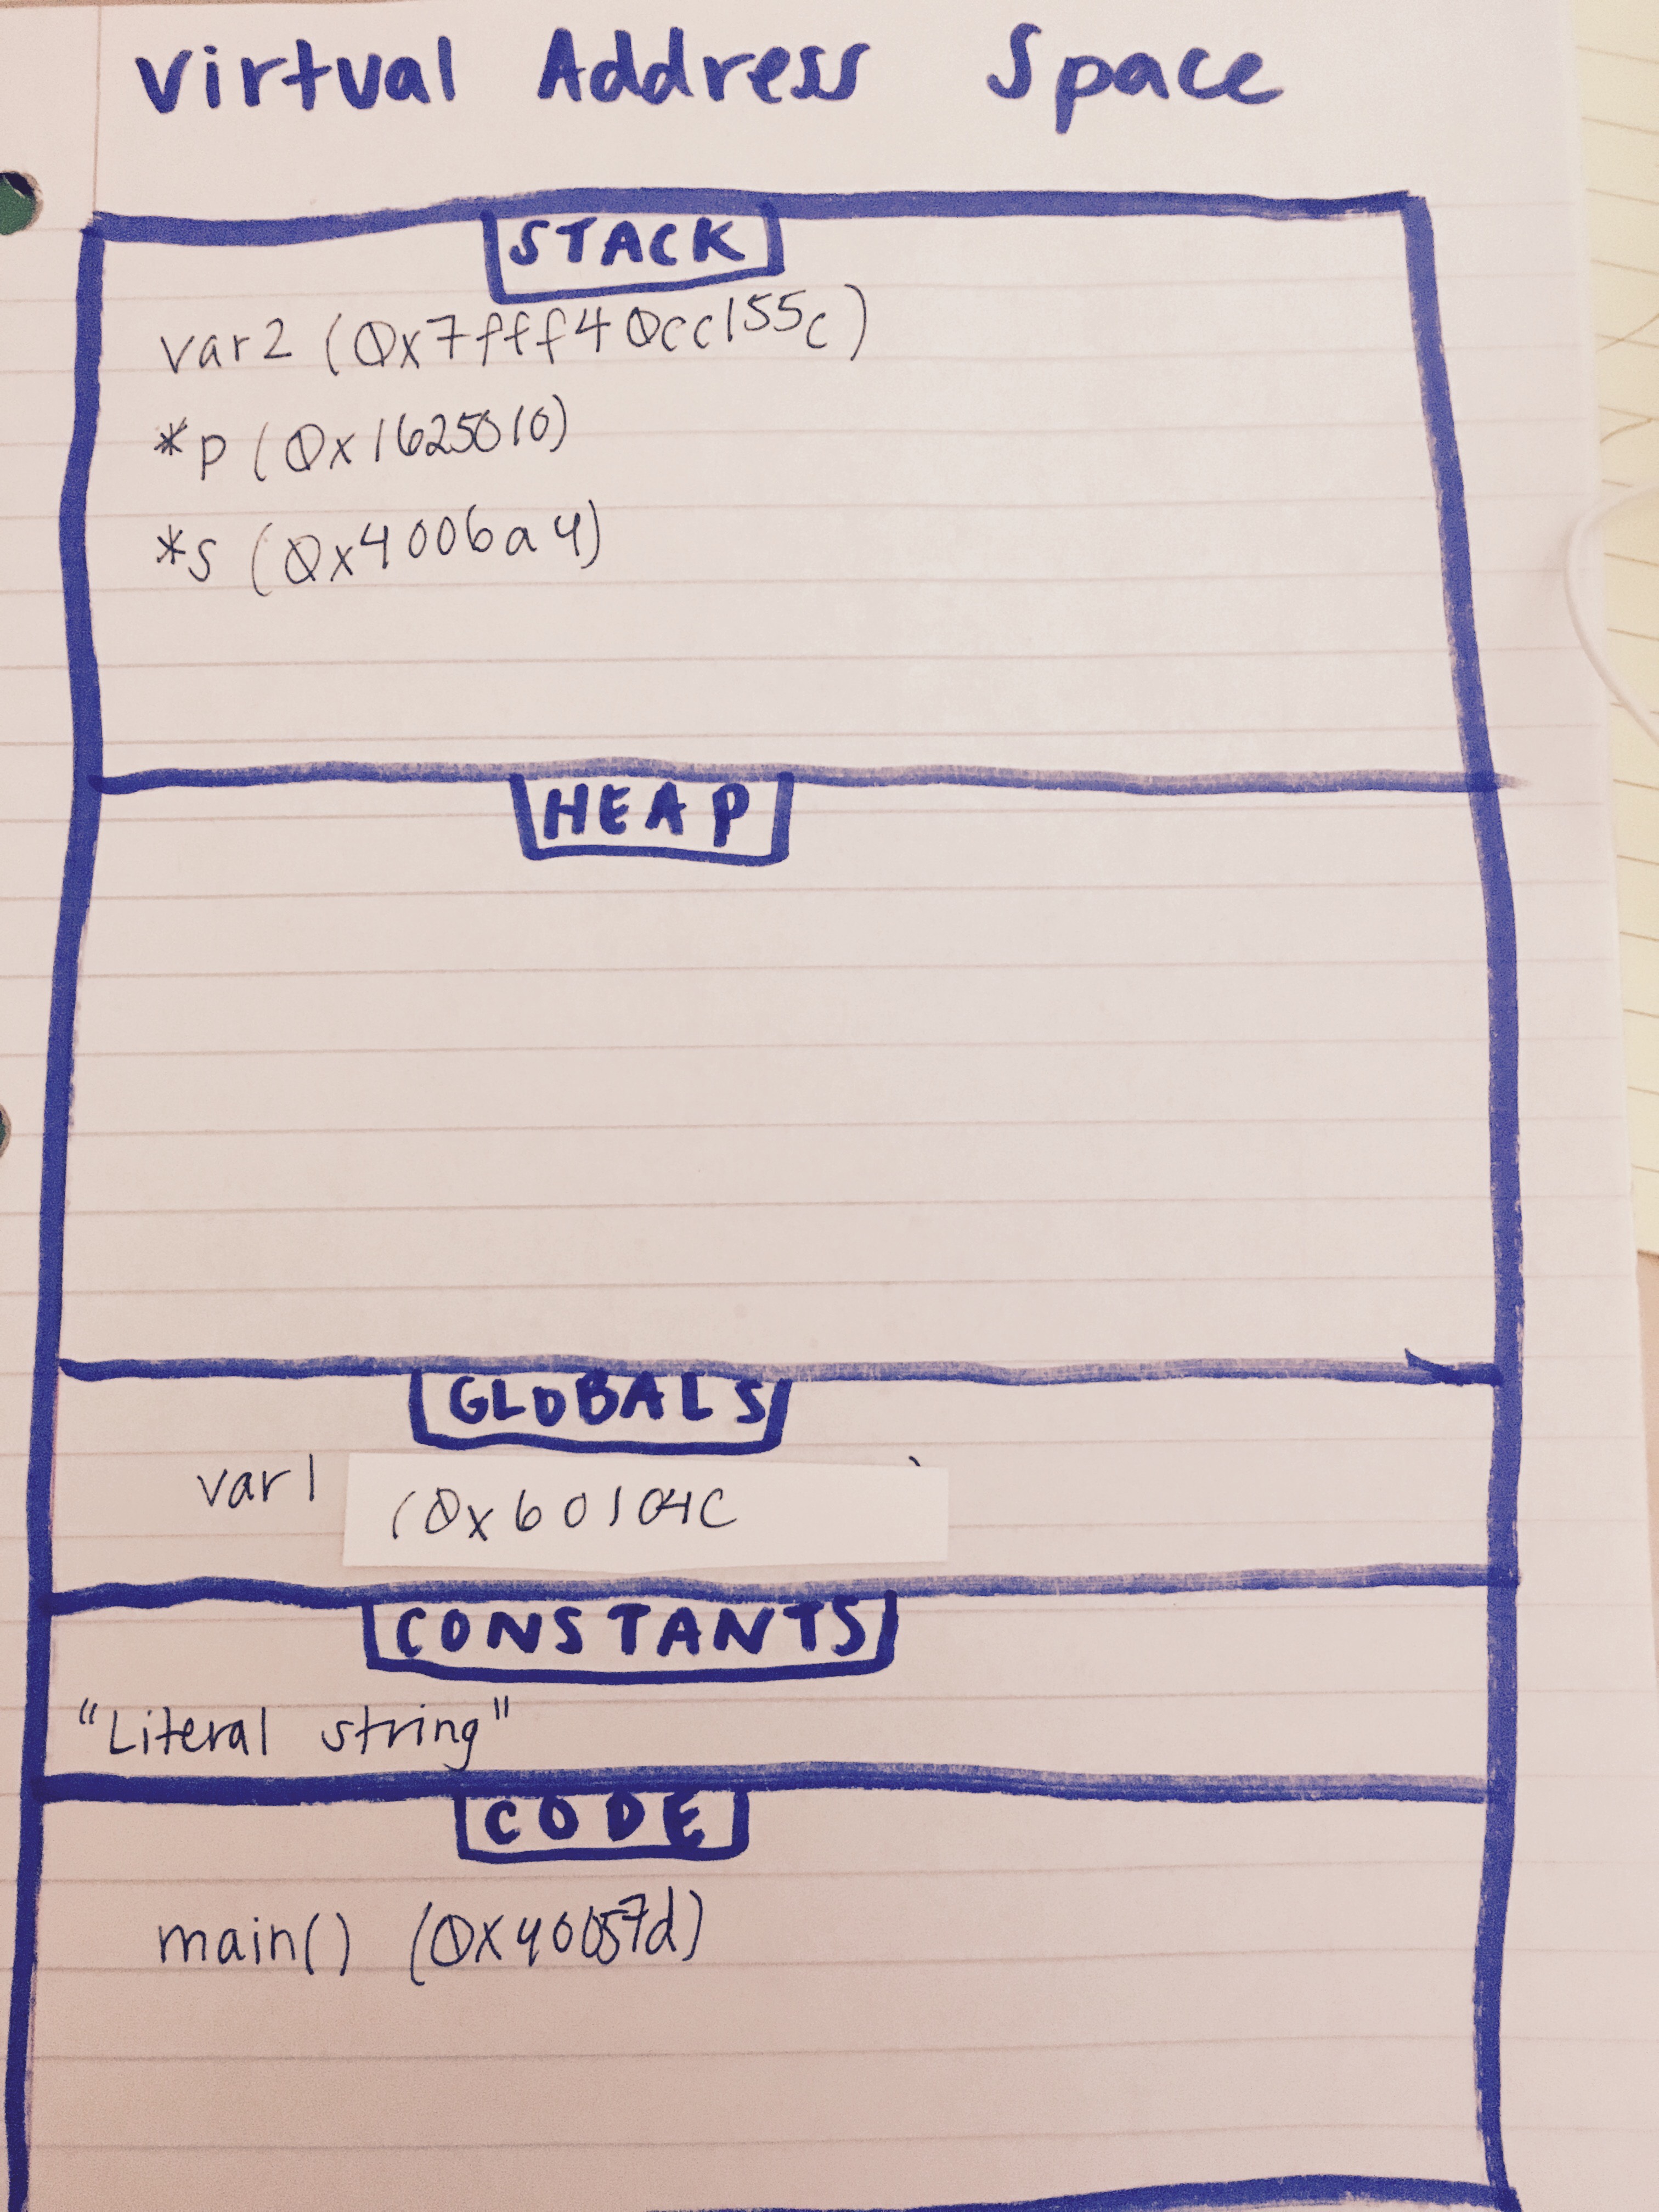 Virtual Address Space
STACK
var2 (0x7fff40cc155c)
*p (0x1625010)
*s (0x4006a4)
HEAP
GLOBALS
var1 (0x60104C
CONSTANTS
"Literal string"
CODE
main() (0x40057d)